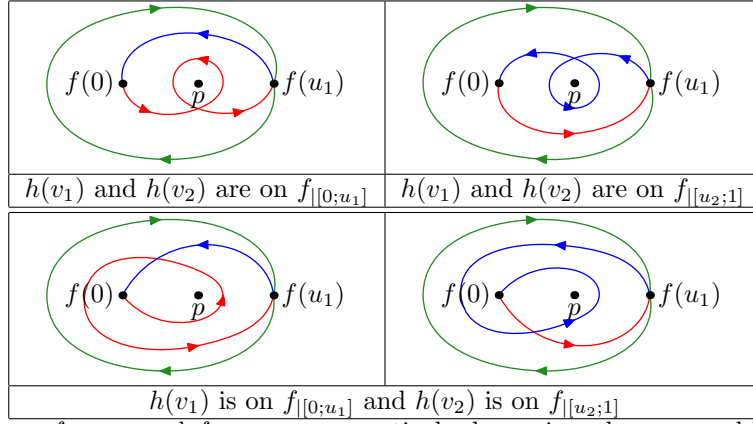 f(0) p f(u₁) f(0) p f(u₁)
h(v₁) and h(v₂) are on f|[0;u₁] h(v₁) and h(v₂) are on f|[u₂;1]
f(0) p f(u₁) f(0) p f(u₁)
h(v₁) is on f|[0;u₁] and h(v₂) is on f|[u₂;1]